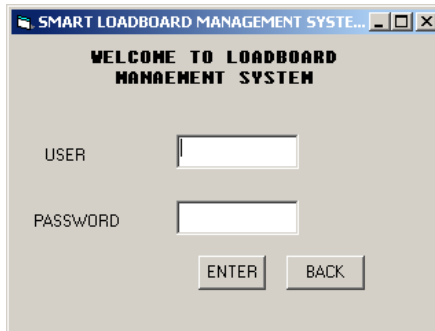 SMART LOADBOARD MANAGEMENT SYSTE...
WELCOME TO LOADBOARD
MANAEMENT SYSTEM
USER
PASSWORD
ENTER BACK